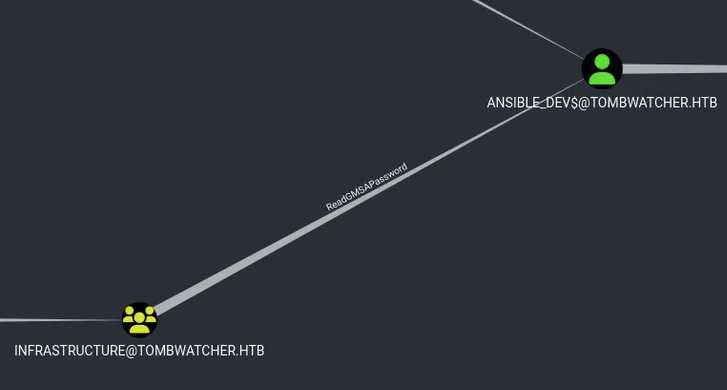 ANSIBLE_DEV$@TOMBWATCHER.HTB
ReadGMSAPassword
INFRASTRUCTURE@TOMBWATCHER.HTB